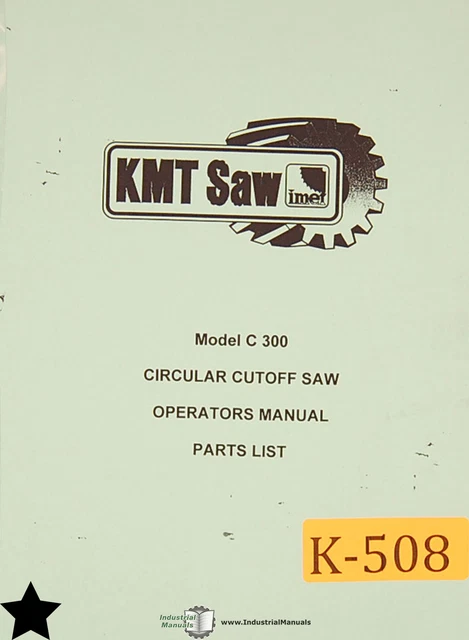 KMT Saw
imet
Model C 300
CIRCULAR CUTOFF SAW
OPERATORS MANUAL
PARTS LIST
K-508
Industrial
Manuals
www.IndustrialManuals